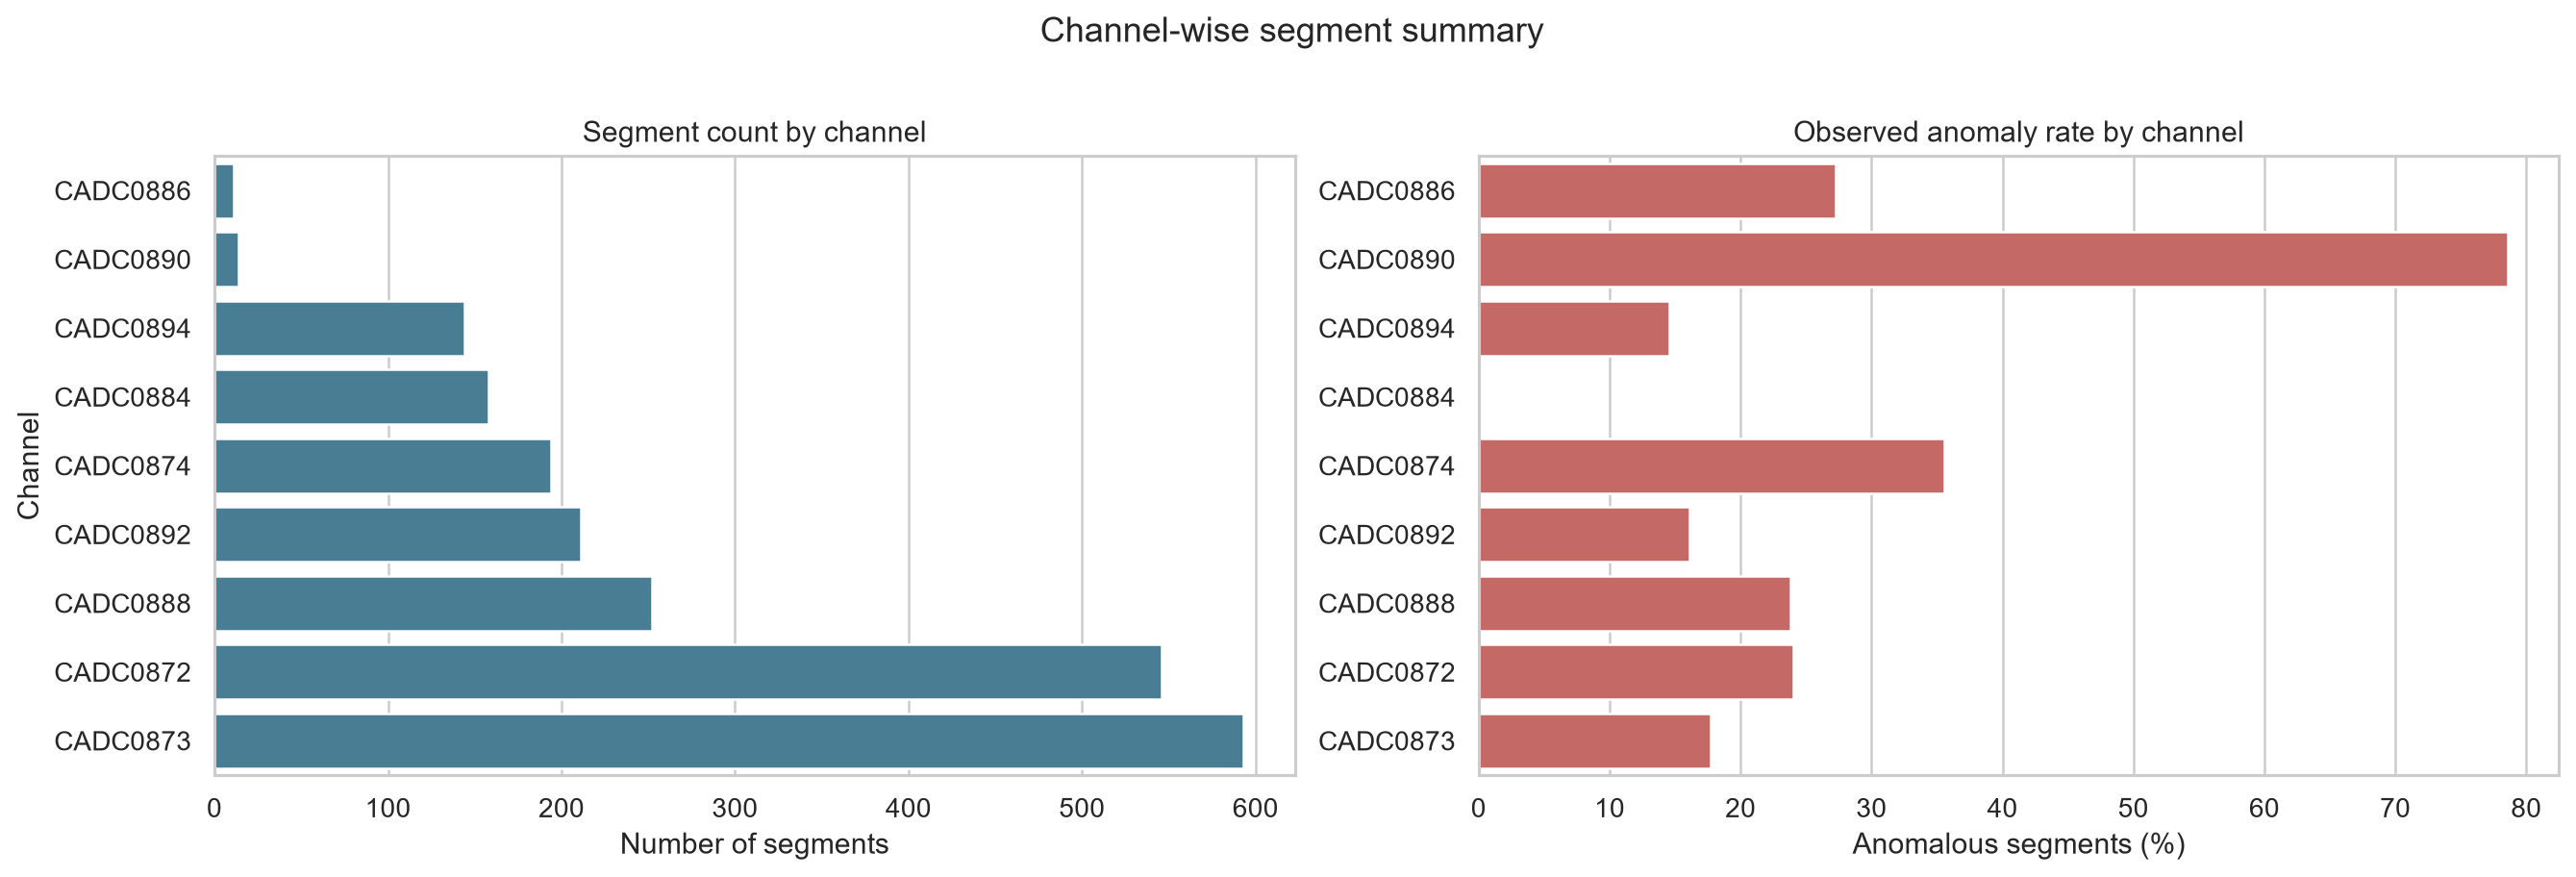 Channel-wise segment summary
Segment count by channel
Channel
CADC0886
CADC0890
CADC0894
CADC0884
CADC0874
CADC0892
CADC0888
CADC0872
CADC0873
0 100 200 300 400 500 600
Number of segments
Observed anomaly rate by channel
CADC0886
CADC0890
CADC0894
CADC0884
CADC0874
CADC0892
CADC0888
CADC0872
CADC0873
0 10 20 30 40 50 60 70 80
Anomalous segments (%)